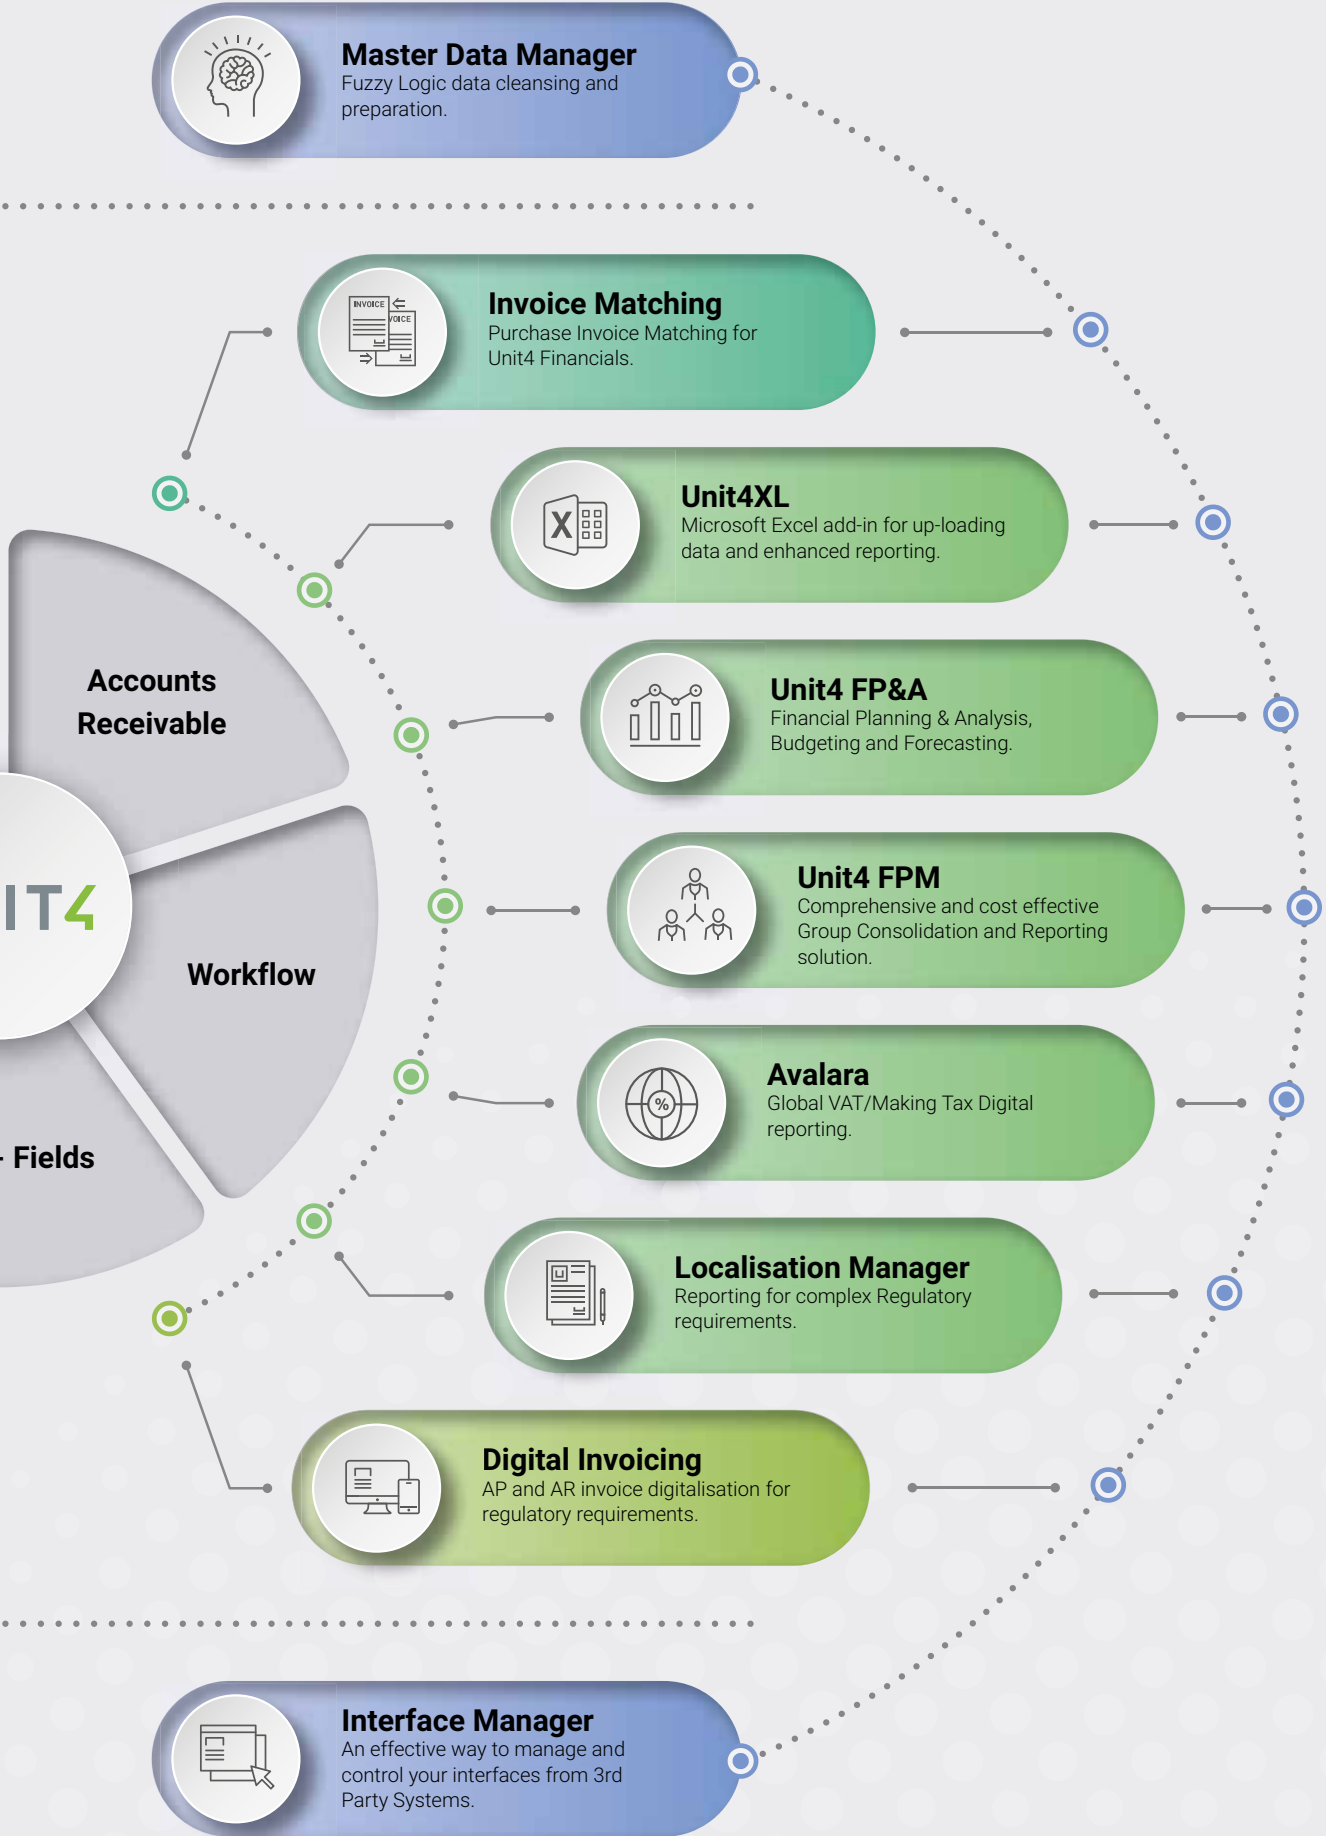 Master Data Manager
Fuzzy Logic data cleansing and
preparation.
INVOICE
VOICE
Invoice Matching
Purchase Invoice Matching for
Unit4 Financials.
X
Unit4XL
Microsoft Excel add-in for up-loading
data and enhanced reporting.
Accounts
Receivable
Unit4 FP&A
Financial Planning & Analysis,
Budgeting and Forecasting.
IT4
Unit4 FPM
Comprehensive and cost effective
Group Consolidation and Reporting
solution.
Workflow
%
Avalara
Global VAT/Making Tax Digital
reporting.
- Fields
Localisation Manager
Reporting for complex Regulatory
requirements.
Digital Invoicing
AP and AR invoice digitalisation for
regulatory requirements.
Interface Manager
An effective way to manage and
control your interfaces from 3rd
Party Systems.